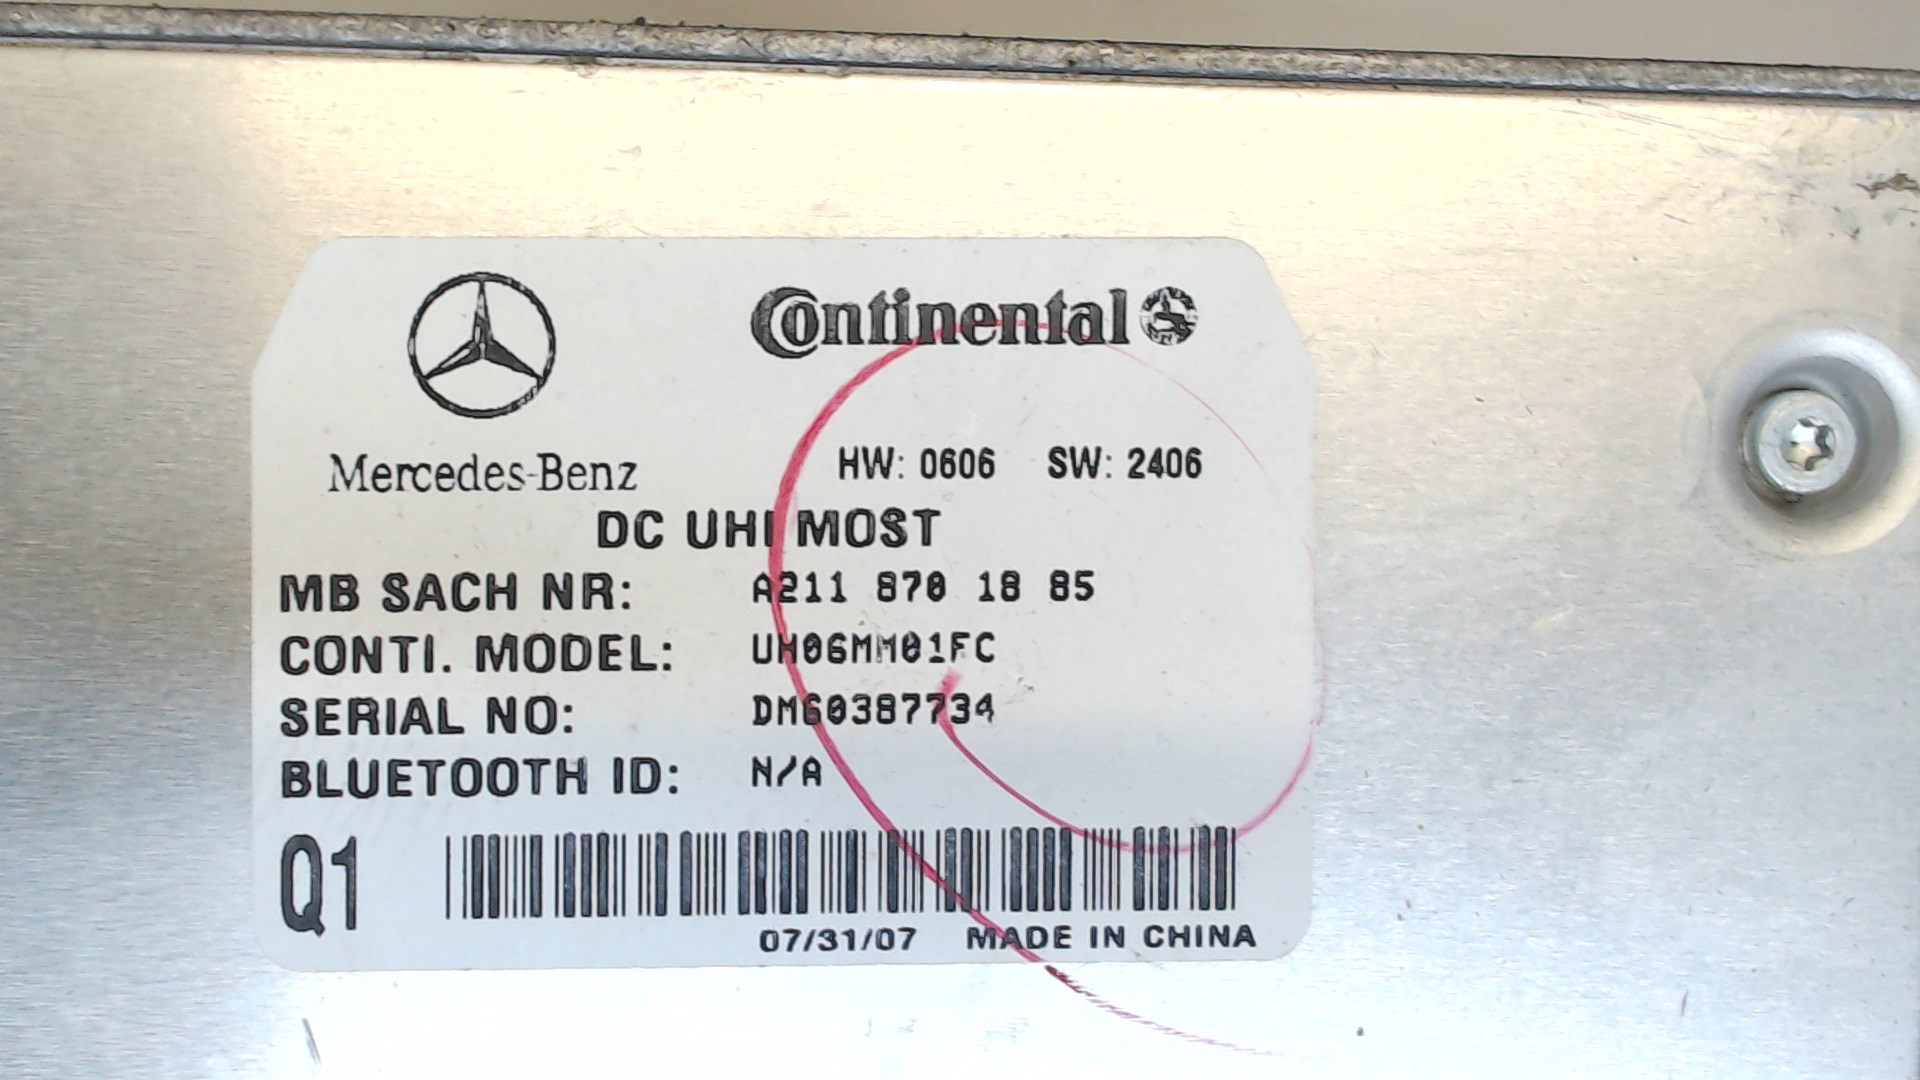 Continental
Mercedes-Benz
HW: 0606 SW: 2406
DC UHI MOST
MB SACH NR: A211 870 18 85
CONTI. MODEL: UH06MM01FC
SERIAL NO: DM60387734
BLUETOOTH ID: N/A
Q1
07/31/07 MADE IN CHINA